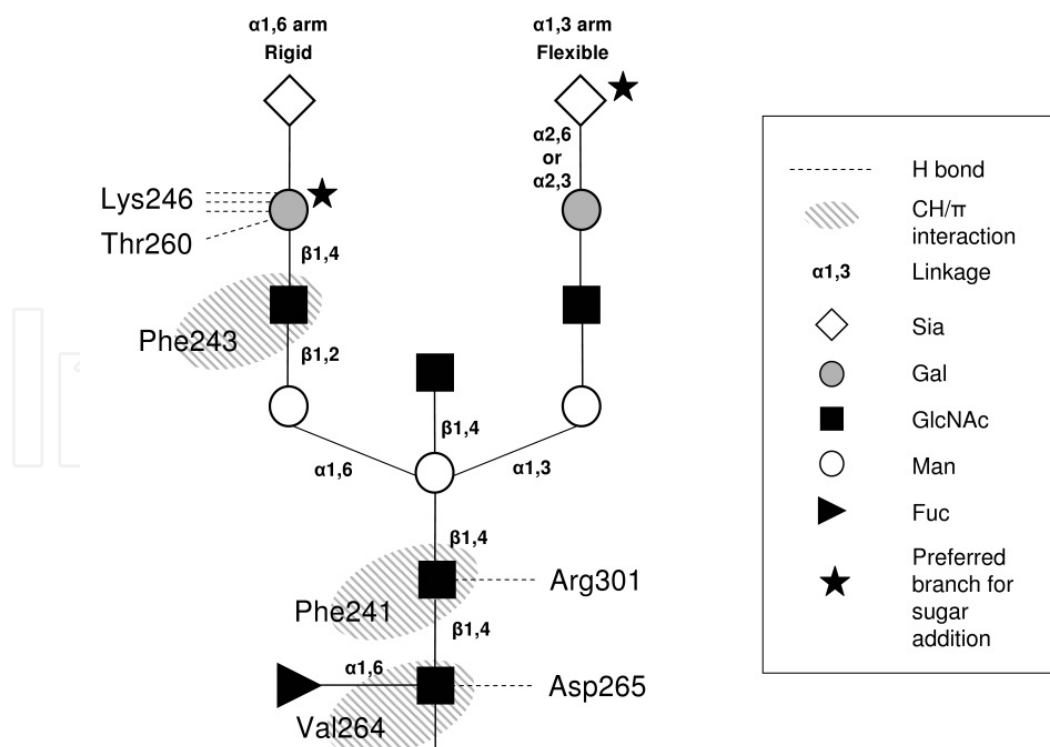 α1,6 arm
Rigid
α1,3 arm
Flexible
α2,6
or
α2,3
Lys246
Thr260
β1,4
Phe243
β1,2
β1,4
α1,6
α1,3
β1,4
Arg301
Phe241
β1,4
α1,6
Asp265
Val264
H bond
CH/π
interaction
α1,3
Linkage
Sia
Gal
GlcNAc
Man
Fuc
Preferred
branch for
sugar
addition